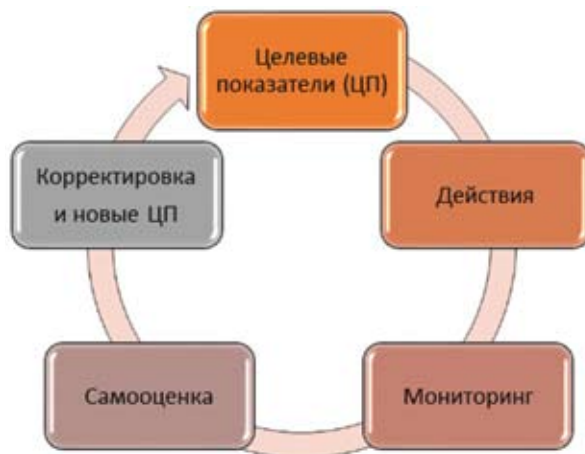 Целевые
показатели (ЦП)
Действия
Мониторинг
Самооценка
Корректировка
и новые ЦП